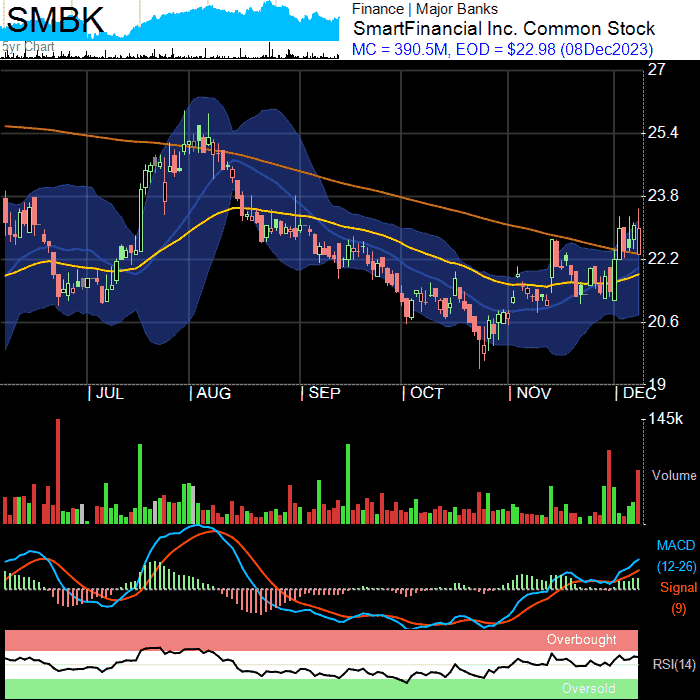 SMBK
5yr Chart
Finance | Major Banks
SmartFinancial Inc. Common Stock
MC = 390.5M, EOD = $22.98 (08Dec2023)
27
25.4
23.8
22.2
20.6
19
| JUL | AUG | SEP | OCT | NOV | DEC
145k
Volume
MACD
(12-26)
Signal
(9)
Overbought
RSI(14)
Oversold